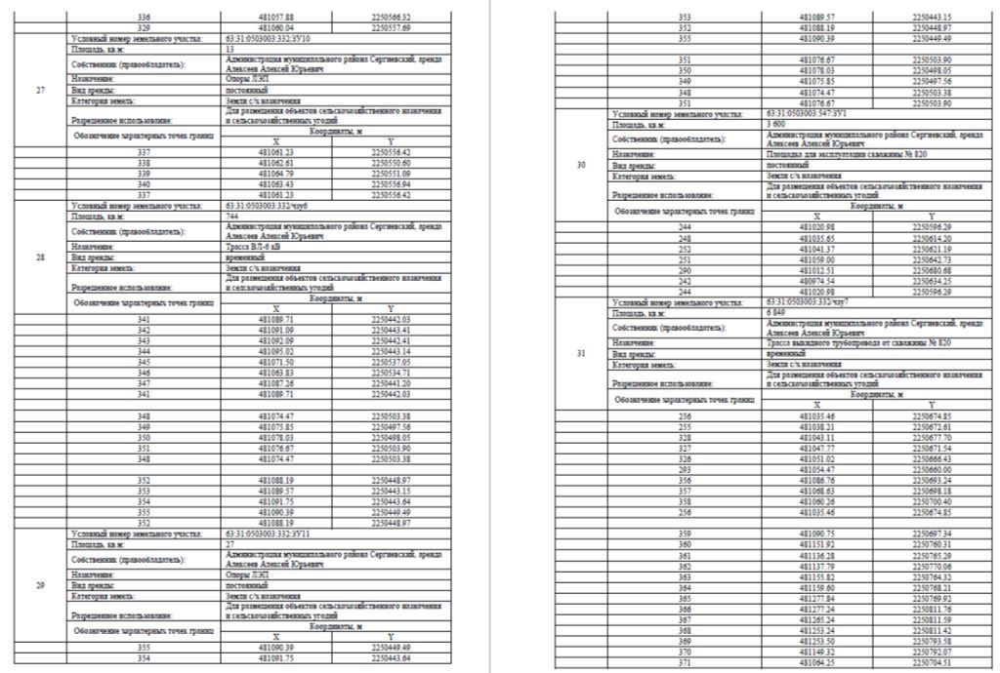 336 481057.88 2250566.32
329 481060.04 2250557.69
27
Условный номер земельного участка: 63:31:0503003:332:ЗУ10
Площадь, кв.м: 13
Собственник (правообладатель): Администрация муниципального района Сергиевский, аренда
Алексеев Алексей Юрьевич
Назначение: Опоры ЛЭП
Вид аренды: постоянный
Категория земель: Земли с/х назначения
Разрешенное использование: Для размещения объектов сельскохозяйственного назначения
и сельскохозяйственных угодий
Обозначение характерных точек границ Координаты, м
X Y
337 481061.23 2250556.42
338 481062.61 2250550.60
339 481064.79 2250551.09
340 481063.43 2250556.94
337 481061.23 2250556.42
28
Условный номер земельного участка: 63:31:0503003:332/чзу6
Площадь, кв.м: 744
Собственник (правообладатель): Администрация муниципального района Сергиевский, аренда
Алексеев Алексей Юрьевич
Назначение: Трасса ВЛ-6 кВ
Вид аренды: временный
Категория земель: Земли с/х назначения
Разрешенное использование: Для размещения объектов сельскохозяйственного назначения
и селскохозяйственных угодий
Обозначение характерных точек границ Координаты, м
X Y
341 481089.71 2250442.03
342 481091.09 2250443.41
343 481092.09 2250442.41
344 481095.02 2250443.14
345 481071.50 2250537.05
346 481063.83 2250534.71
347 481087.26 2250441.20
341 481089.71 2250442.03
348 481074.47 2250503.38
349 481075.85 2250497.56
350 481078.03 2250498.05
351 481076.67 2250503.90
348 481074.47 2250503.38
352 481088.19 2250448.97
353 481089.57 2250443.15
354 481091.75 2250443.64
355 481090.39 2250449.49
352 481088.19 2250448.97
29
Условный номер земельного участка: 63:31:0503003:332:ЗУ11
Площадь, кв.м: 27
Собственник (правообладатель): Администрация муниципального района Сергиевский, аренда
Алексеев Алексей Юрьевич
Назначение: Опоры ЛЭП
Вид аренды: постоянный
Категория земель: Земли с/х назначения
Разрешенное использование: Для размещения объектов сельскохозяйственного назначения
и сельскохозяйственных угодий
Обозначение характерных точек границ Координаты, м
X Y
355 481090.39 2250449.49
354 481091.75 2250443.64
353 481089.57 2250443.15
352 481088.19 2250448.97
355 481090.39 2250449.49
351 481076.67 2250503.90
350 481078.03 2250498.05
349 481075.85 2250497.56
348 481074.47 2250503.38
351 481076.67 2250503.90
30
Условный номер земельного участка: 63:31:0503003:547:ЗУ1
Площадь, кв.м: 3 600
Собственник (правообладатель): Администрация муниципального района Сергиевский, аренда
Алексеев Алексей Юрьевич
Назначение: Площадка для эксплуатации скважины № 820
Вид аренды: постоянный
Категория земель: Земли с/х назначения
Разрешенное использование: Для размещения объектов сельскохозяйственного назначения
и сельскохозяйственных угодий
Обозначение характерных точек границ Координаты, м
X Y
244 481020.98 2250596.29
248 481035.65 2250614.20
252 481041.37 2250621.19
251 481059.00 2250642.73
290 481012.51 2250680.68
242 480974.54 2250634.25
244 481020.98 2250596.29
31
Условный номер земельного участка: 63:31:0503003:332/чзу7
Площадь, кв.м: 6 849
Собственник (правообладатель): Администрация муниципального района Сергиевский, аренда
Алексеев Алексей Юрьевич
Назначение: Трасса выкидного трубопровода от скважины № 820
Вид аренды: временный
Категория земель: Земли с/х назначения
Разрешенное использование: Для размещения объектов сельскохозяйственного назначения
и сельскохозяйственных угодий
Обозначение характерных точек границ Координаты, м
X Y
256 481035.46 2250674.85
255 481038.21 2250672.61
328 481043.11 2250677.70
327 481047.77 2250671.54
326 481051.02 2250666.43
293 481054.47 2250660.00
356 481086.76 2250693.24
357 481068.63 2250698.18
358 481060.26 2250700.40
256 481035.46 2250674.85
359 481090.75 2250697.34
360 481151.92 2250760.31
361 481136.28 2250765.29
362 481137.79 2250770.06
363 481155.82 2250764.32
364 481159.60 2250768.21
365 481277.84 2250769.92
366 481277.24 2250811.76
367 481265.24 2250811.59
368 481253.24 2250811.42
369 481253.50 2250793.58
370 481149.32 2250792.07
371 481064.25 2250704.51